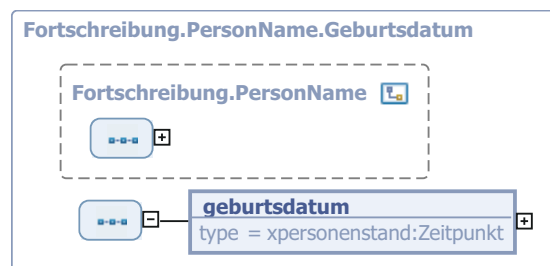 Fortschreibung.PersonName.Geburtsdatum
Fortschreibung.PersonName
geburtsdatum
type = xpersonenstand:Zeitpunkt